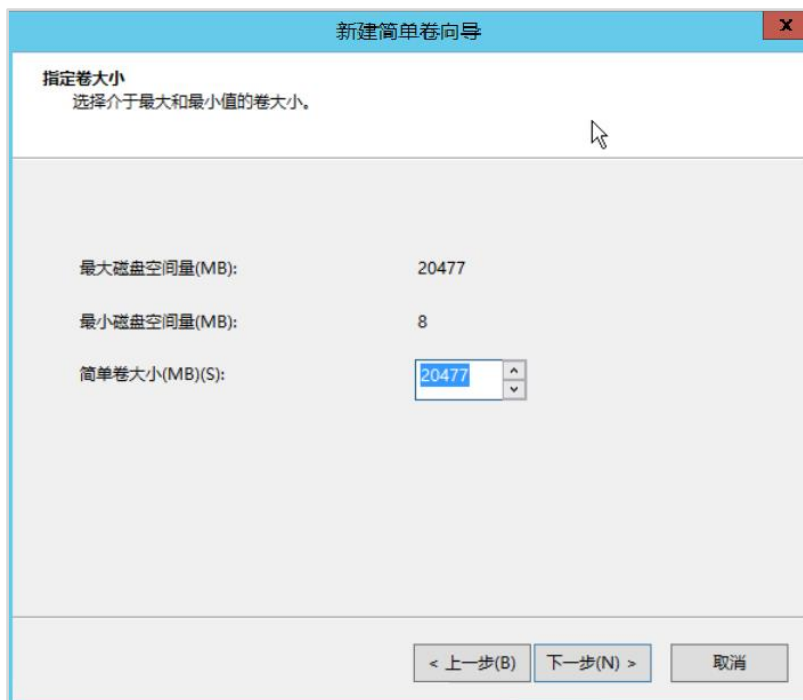 新建简单卷向导
x
指定卷大小
选择介于最大和最小值的卷大小。
最大磁盘空间量(MB): 20477
最小磁盘空间量(MB): 8
简单卷大小(MB)(S): 20477
< 上一步(B) 下一步(N) > 取消